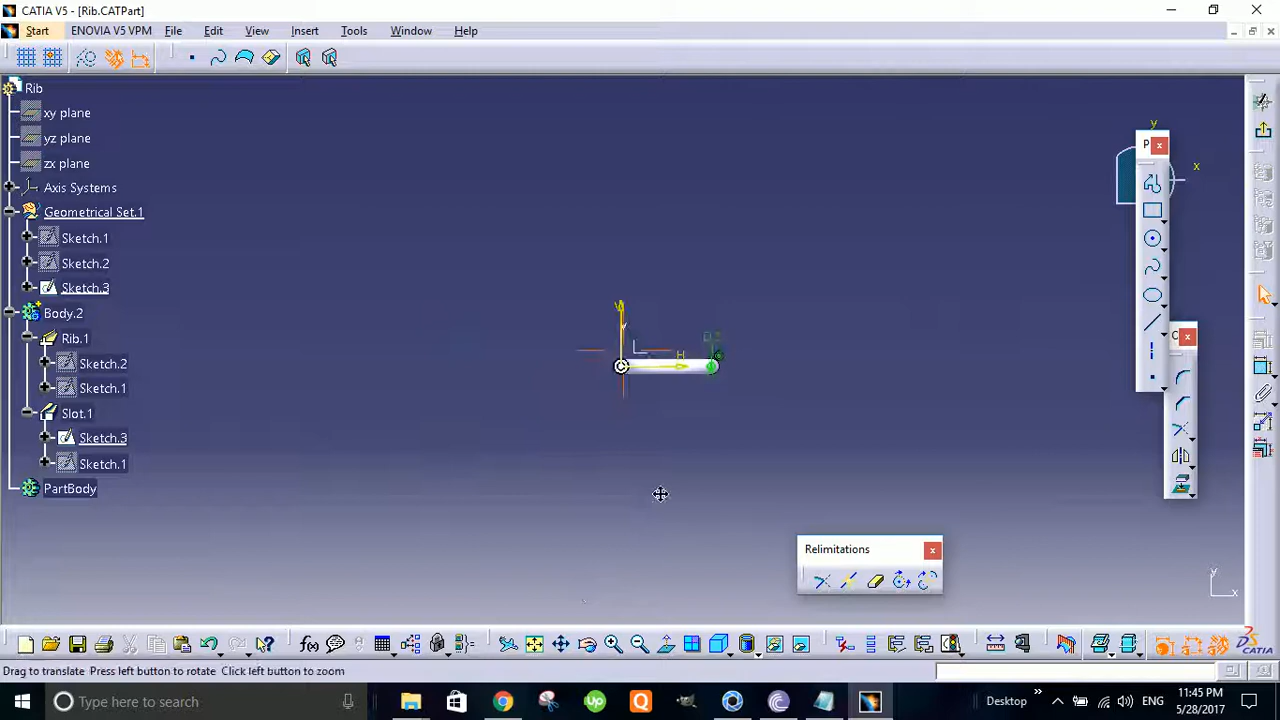 CATIA V5 - [Rib.CATPart]
Start ENOVIA V5 VPM File Edit View Insert Tools Window Help
Rib
xy plane
yz plane
zx plane
Axis Systems
Geometrical Set.1
Sketch.1
Sketch.2
Sketch.3
Body.2
Rib.1
Sketch.2
Sketch.1
Slot.1
Sketch.3
Sketch.1
PartBody
y
x
P
C
V
H
Relimitations
y
x
f(x)
CATIA
Drag to translate Press left button to rotate Click left button to zoom
Type here to search
up
Q
Desktop
ENG
11:45 PM
5/28/2017